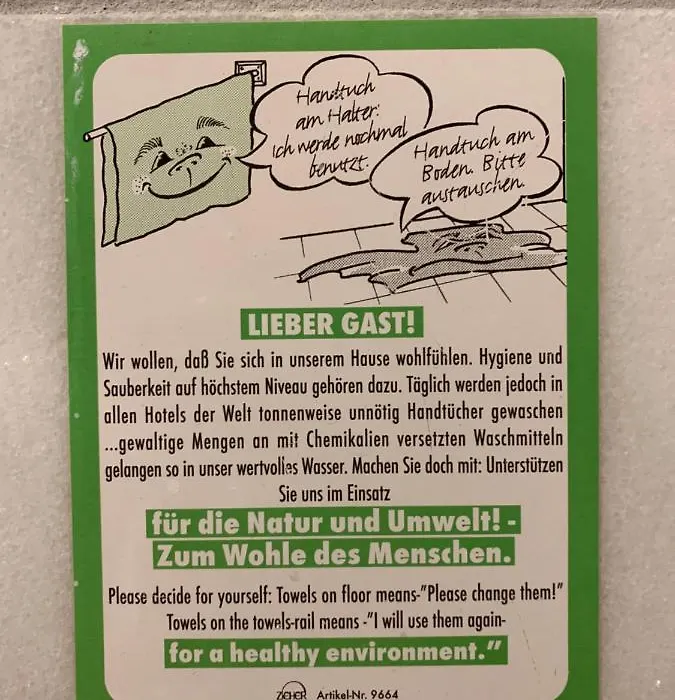 Handtuch
am Halter:
Ich werde nochmal
benutzt.
Handtuch am
Boden. Bitte
austauschen.
LIEBER GAST!
Wir wollen, daß Sie sich in unserem Hause wohlfühlen. Hygiene und
Sauberkeit auf höchstem Niveau gehören dazu. Täglich werden jedoch in
allen Hotels der Welt tonnenweise unnötig Handtücher gewaschen
...gewaltige Mengen an mit Chemikalien versetzten Waschmitteln
gelangen so in unser wertvolles Wasser. Machen Sie doch mit: Unterstützen
Sie uns im Einsatz
für die Natur und Umwelt! -
Zum Wohle des Menschen.
Please decide for yourself: Towels on floor means-"Please change them!"
Towels on the towels-rail means -"I will use them again-
for a healthy environment."
ZIEHER Artikel-Nr. 9664